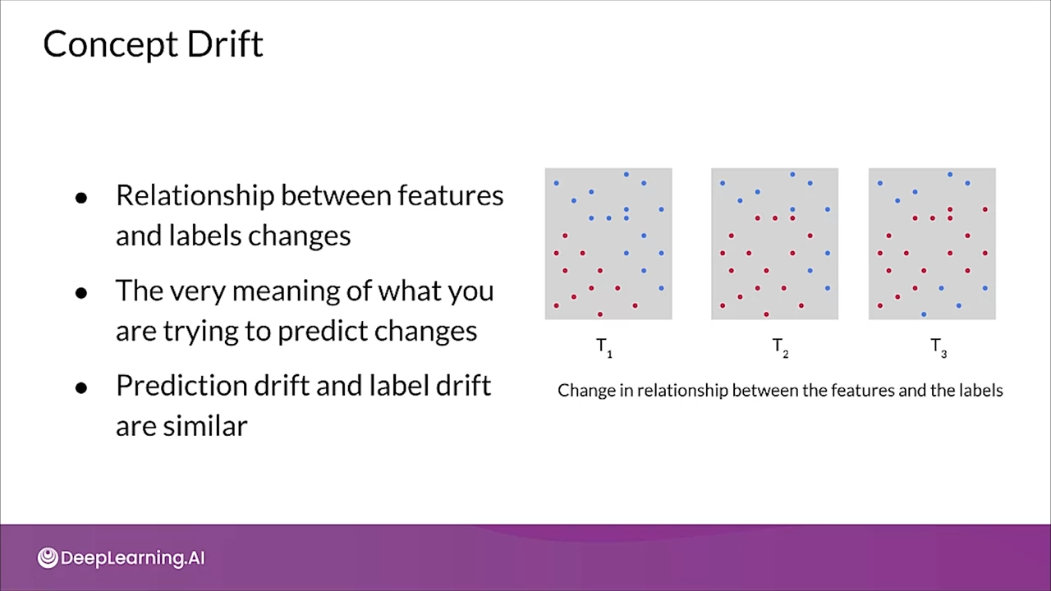 Concept Drift
● Relationship between features
and labels changes
● The very meaning of what you
are trying to predict changes
● Prediction drift and label drift
are similar
T1
T2
T3
Change in relationship between the features and the labels
DeepLearning.AI